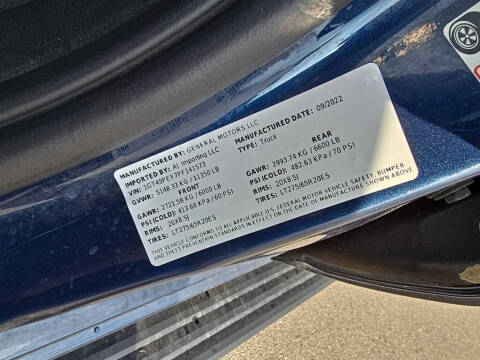 MANUFACTURED BY: GENERAL MOTORS LLC MANUFACTURED DATE: 09/2022
IMPORTED BY: AJ Importing LLC TYPE: Truck
VIN: 1GT49PEY7PF141573
GVWR: 5148.33 KG / 11350 LB
FRONT REAR
GAWR: 2721.58 KG / 6000 LB GAWR: 2993.74 KG / 6600 LB
PSI (COLD): 413.69 KPa / 60 PSI PSI (COLD): 482.63 KPa / 70 PSI
RIMS: 20X8.5J RIMS: 20X8.5J
TIRES: LT275/65R20E S TIRES: LT275/65R20E S
THIS VEHICLE CONFORMS TO ALL APPLICABLE U.S. FEDERAL MOTOR VEHICLE SAFETY, BUMPER
AND THEFT PREVENTION STANDARDS IN EFFECT ON THE DATE OF MANUFACTURE SHOWN ABOVE